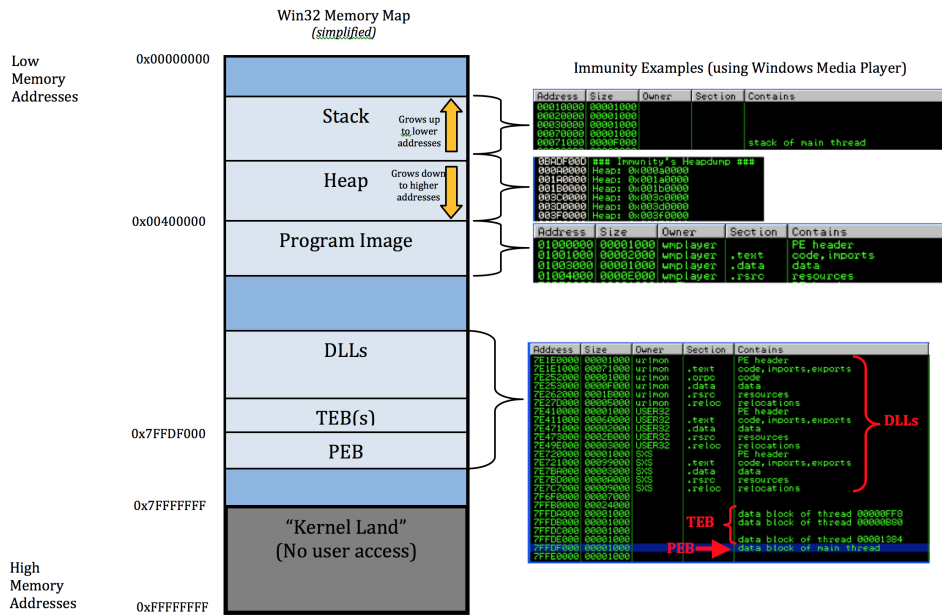 Win32 Memory Map
(simplified)
Low
Memory
Addresses
0x00000000
Stack
Grows up
to lower
addresses
Heap
Grows down
to higher
addresses
0x00400000
Program Image
DLLs
TEB(s)
0x7FFDF000
PEB
0x7FFFFFFF
“Kernel Land”
(No user access)
High
Memory
Addresses
0xFFFFFFFF
Immunity Examples (using Windows Media Player)
Address Size Owner Section Contains
00010000 00001000
00020000 00001000
00030000 00001000
00070000 00001000
00071000 0000F000 stack of main thread
0BADF00D ### Immunity's Heapdump ###
000A0000 Heap: 0x000a0000
001A0000 Heap: 0x001a0000
001B0000 Heap: 0x001b0000
003C0000 Heap: 0x003c0000
003D0000 Heap: 0x003d0000
003F0000 Heap: 0x003f0000
Address Size Owner Section Contains
01000000 00001000 wmplayer PE header
01001000 00002000 wmplayer .text code,imports
01003000 00001000 wmplayer .data data
01004000 0000E000 wmplayer .rsrc resources
Address Size Owner Section Contains
7E1E0000 00001000 urlmon PE header
7E1E1000 00071000 urlmon .text code,imports,exports
7E252000 00001000 urlmon .orpc code
7E253000 0000F000 urlmon .data data
7E262000 0001B000 urlmon .rsrc resources
7E27D000 00005000 urlmon .reloc relocations
7E410000 00001000 USER32 PE header
7E411000 00060000 USER32 .text code,imports,exports
7E471000 00002000 USER32 .data data
7E473000 0002B000 USER32 .rsrc resources
7E49E000 00003000 USER32 .reloc relocations
7E720000 00001000 SXS PE header
7E721000 00099000 SXS .text code,imports,exports
7E7BA000 00003000 SXS .data data
7E7BD000 0000A000 SXS .rsrc resources
7E7C7000 00009000 SXS .reloc relocations
7F6F0000 00007000
7FFB0000 00024000
7FFDA000 00001000 data block of thread 00000FF8
7FFDB000 00001000 data block of thread 00000B80
7FFDC000 00001000
7FFDE000 00001000 data block of thread 00001384
7FFDF000 00001000 data block of main thread
7FFE0000 00001000
DLLs
TEB
PEB